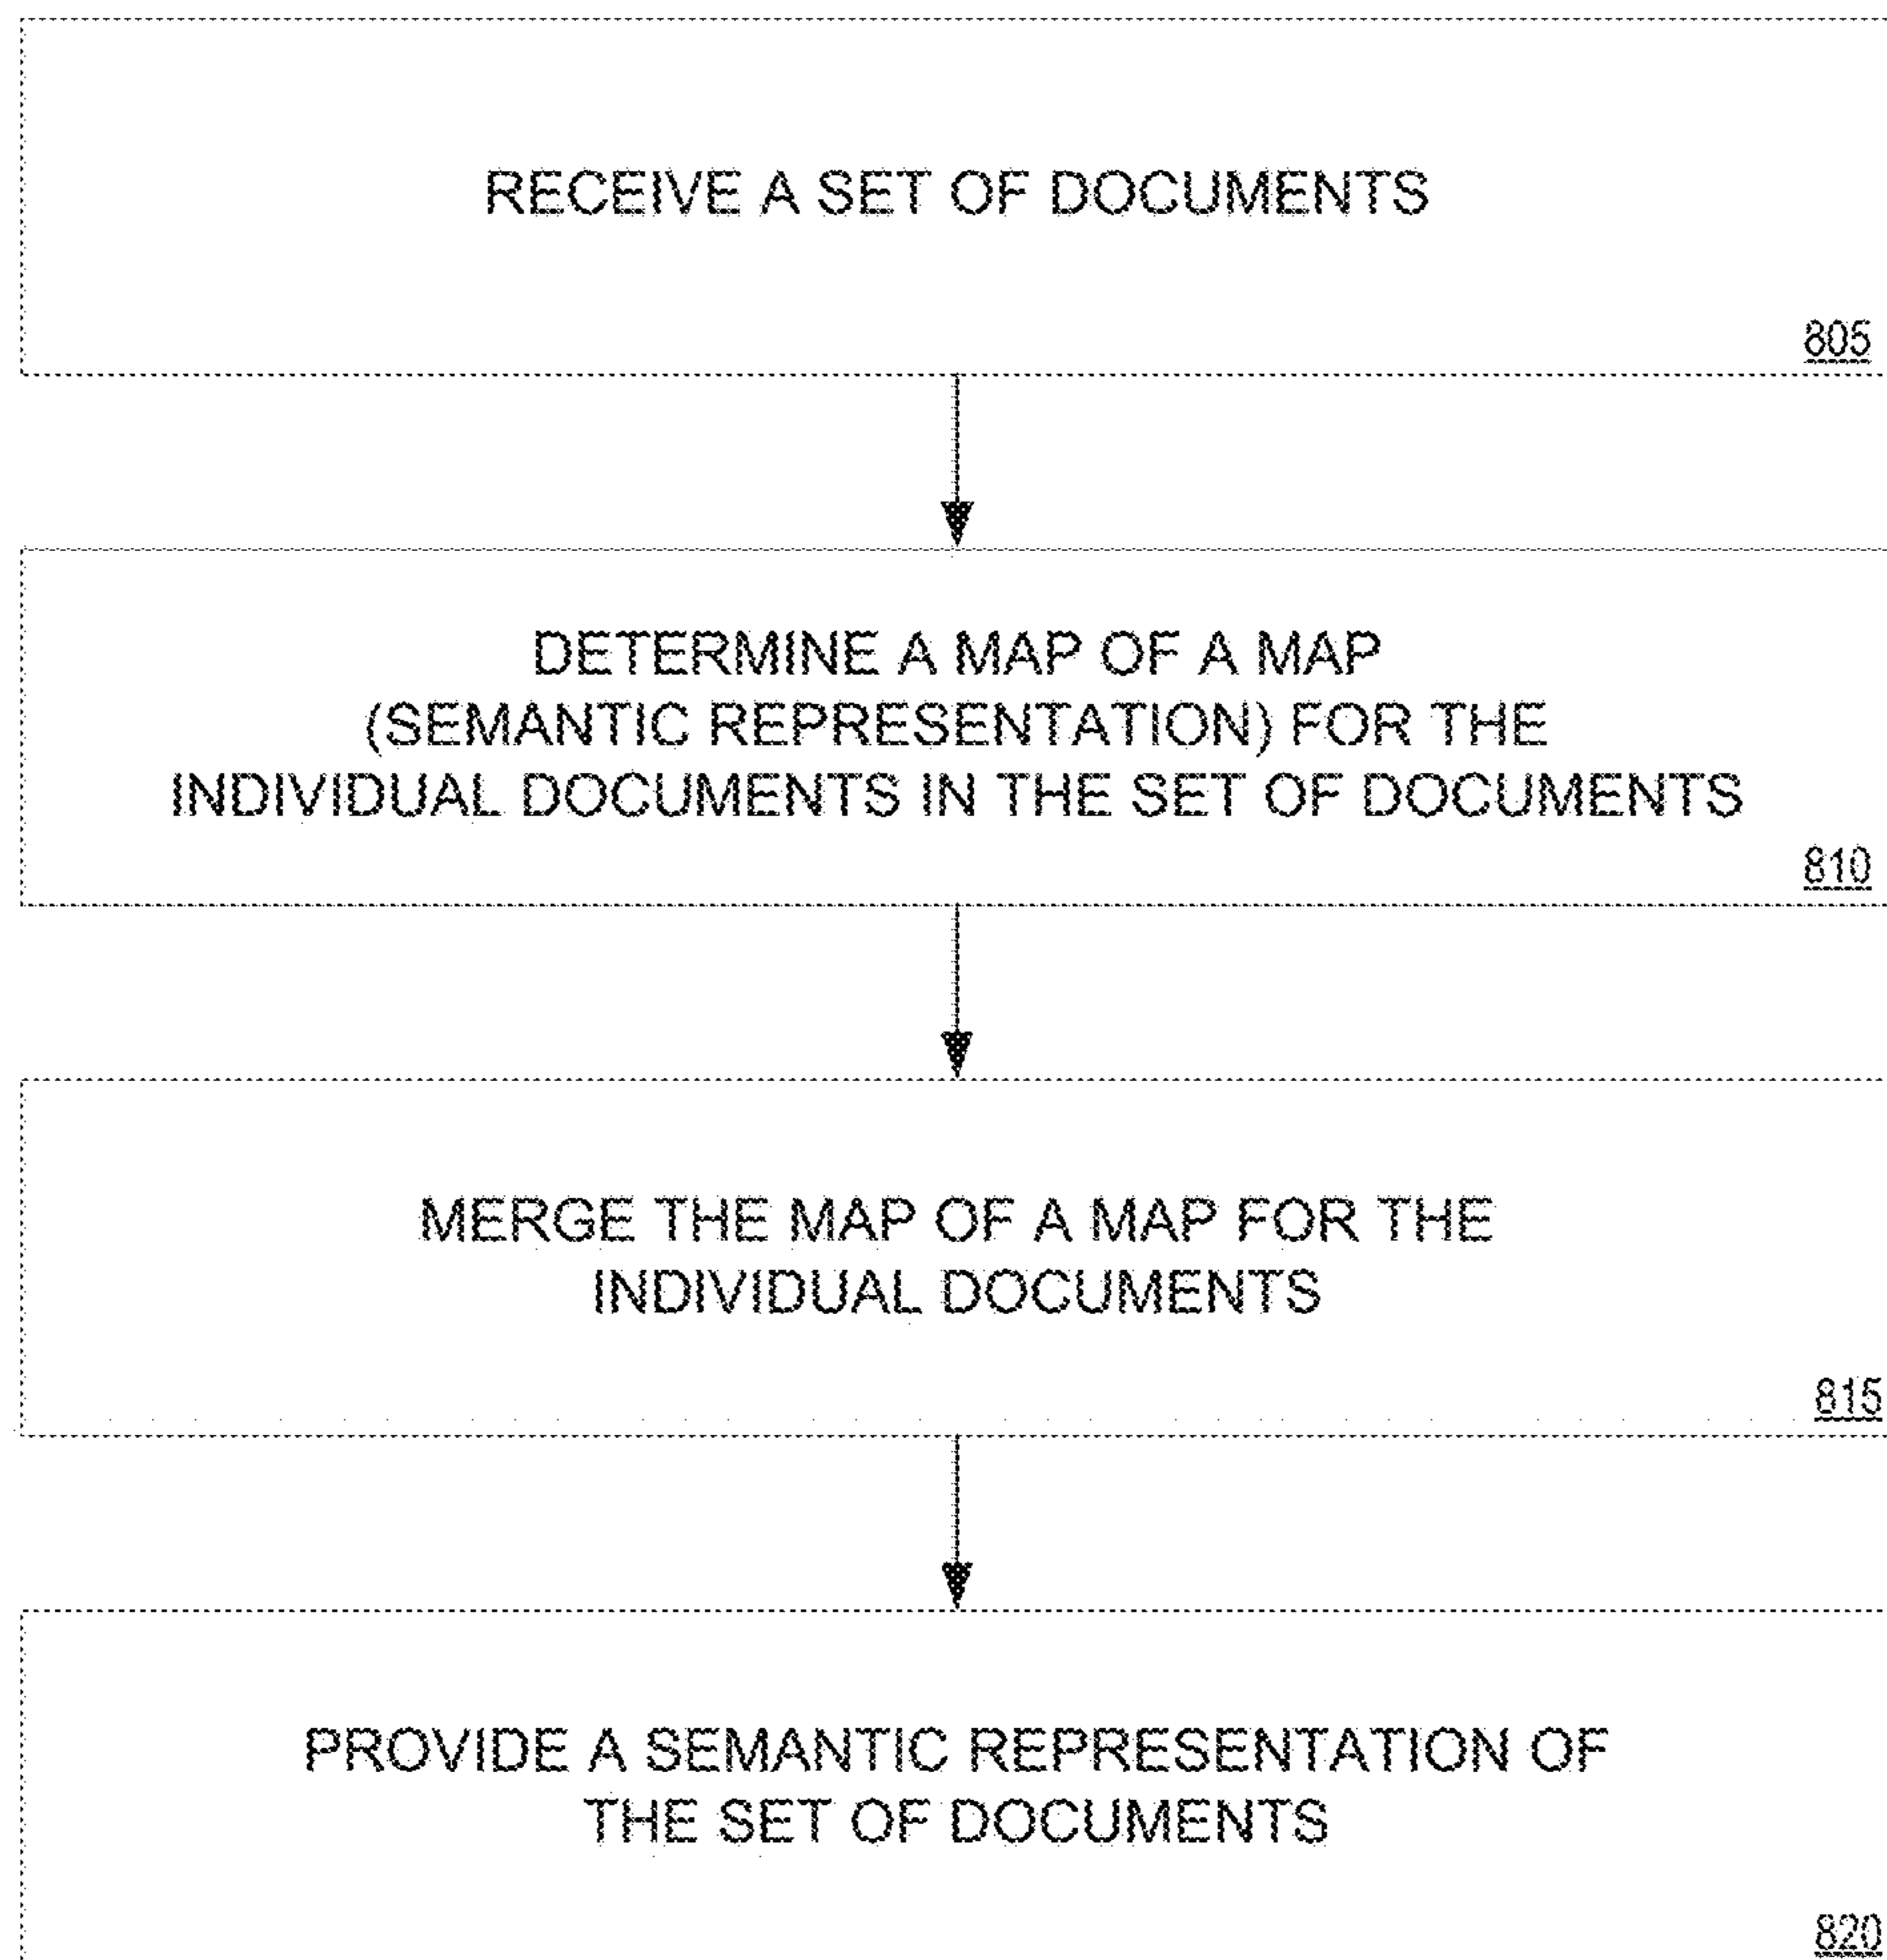 RECEIVE A SET OF DOCUMENTS
805
DETERMINE A MAP OF A MAP
(SEMANTIC REPRESENTATION) FOR THE
INDIVIDUAL DOCUMENTS IN THE SET OF DOCUMENTS
810
MERGE THE MAP OF A MAP FOR THE
INDIVIDUAL DOCUMENTS
815
PROVIDE A SEMANTIC REPRESENTATION OF
THE SET OF DOCUMENTS
820